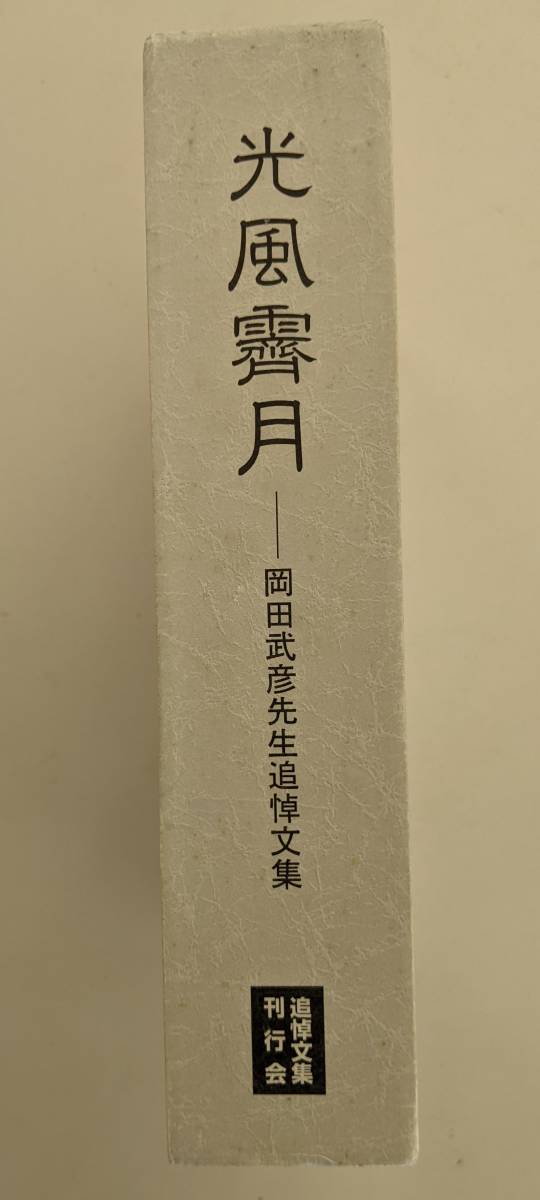 光風霽月
──岡田武彦先生追悼文集
追悼文集
刊行会